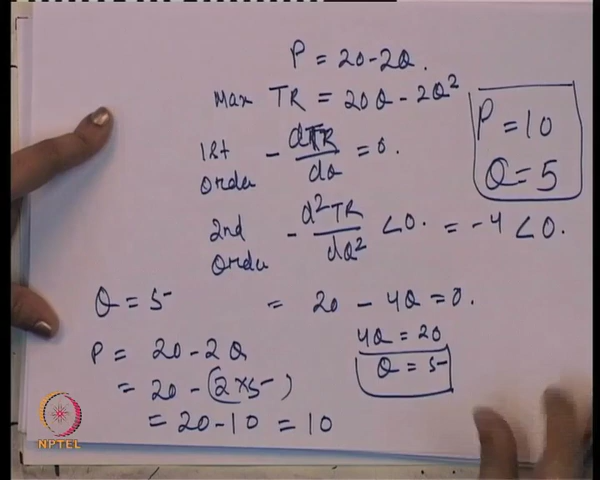 P = 20-2Q.
Max TR = 20Q - 2Q²
1st Order - dTR/dQ = 0.
2nd Order - d²TR/dQ² < 0. = -4 < 0.
P = 10
Q = 5
Q = 5
= 20 - 4Q = 0.
4Q = 20
Q = 5
P = 20 - 2Q
= 20 - (2×5)
= 20 - 10 = 10
NPTEL